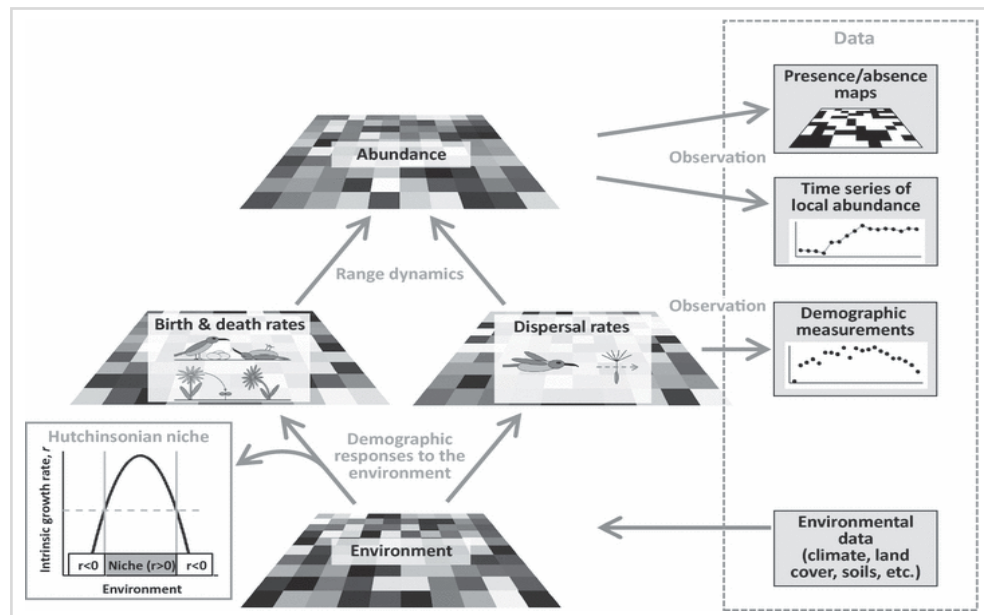 Data
Presence/absence
maps
Abundance
Observation
Time series of
local abundance
Range dynamics
Observation
Birth & death rates
Dispersal rates
Demographic
measurements
Hutchinsonian niche
Demographic
responses to the
environment
Intrinsic growth rate, r
r<0
Niche (r>0)
r<0
Environment
Environment
Environmental
data
(climate, land
cover, soils, etc.)